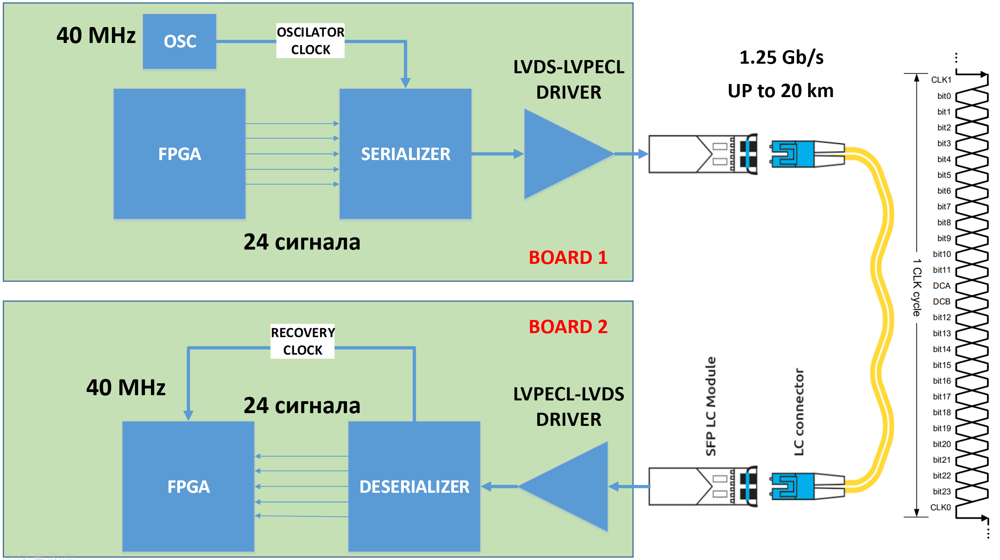 40 MHz
OSC
OSCILATOR
CLOCK
LVDS-LVPECL
DRIVER
FPGA
SERIALIZER
24 сигнала
BOARD 1
1.25 Gb/s
UP to 20 km
BOARD 2
RECOVERY
CLOCK
40 MHz
24 сигнала
LVPECL-LVDS
DRIVER
FPGA
DESERIALIZER
SFP LC Module
LC connector
1 CLK cycle
CLK1
bit0
bit1
bit2
bit3
bit4
bit5
bit6
bit7
bit8
bit9
bit10
bit11
DCA
DCB
bit12
bit13
bit14
bit15
bit16
bit17
bit18
bit19
bit20
bit21
bit22
bit23
CLK0